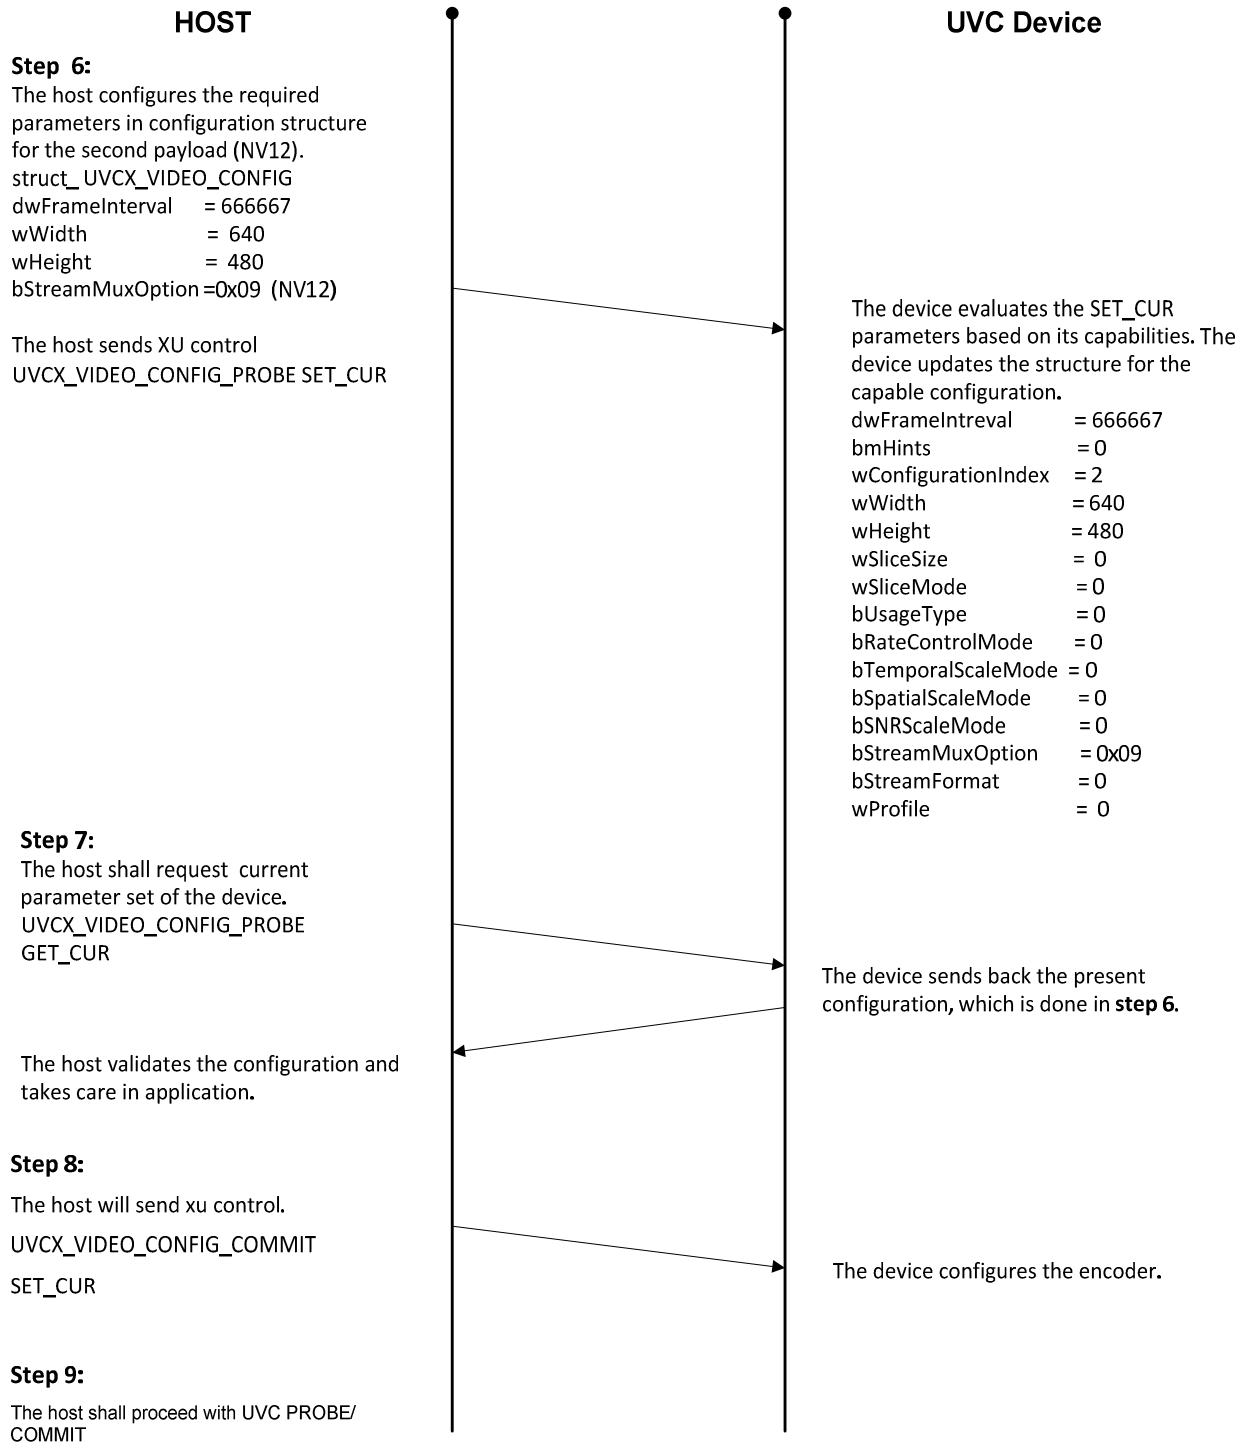 HOST
UVC Device
Step 6:
The host configures the required
parameters in configuration structure
for the second payload (NV12).
struct_ UVCX_VIDEO_CONFIG
dwFrameInterval = 666667
wWidth = 640
wHeight = 480
bStreamMuxOption =0x09 (NV12)
The host sends XU control
UVCX_VIDEO_CONFIG_PROBE SET_CUR
The device evaluates the SET_CUR
parameters based on its capabilities. The
device updates the structure for the
capable configuration.
dwFrameIntreval = 666667
bmHints = 0
wConfigurationIndex = 2
wWidth = 640
wHeight = 480
wSliceSize = 0
wSliceMode = 0
bUsageType = 0
bRateControlMode = 0
bTemporalScaleMode = 0
bSpatialScaleMode = 0
bSNRScaleMode = 0
bStreamMuxOption = 0x09
bStreamFormat = 0
wProfile = 0
Step 7:
The host shall request current
parameter set of the device.
UVCX_VIDEO_CONFIG_PROBE
GET_CUR
The device sends back the present
configuration, which is done in step 6.
The host validates the configuration and
takes care in application.
Step 8:
The host will send xu control.
UVCX_VIDEO_CONFIG_COMMIT
SET_CUR
The device configures the encoder.
Step 9:
The host shall proceed with UVC PROBE/
COMMIT